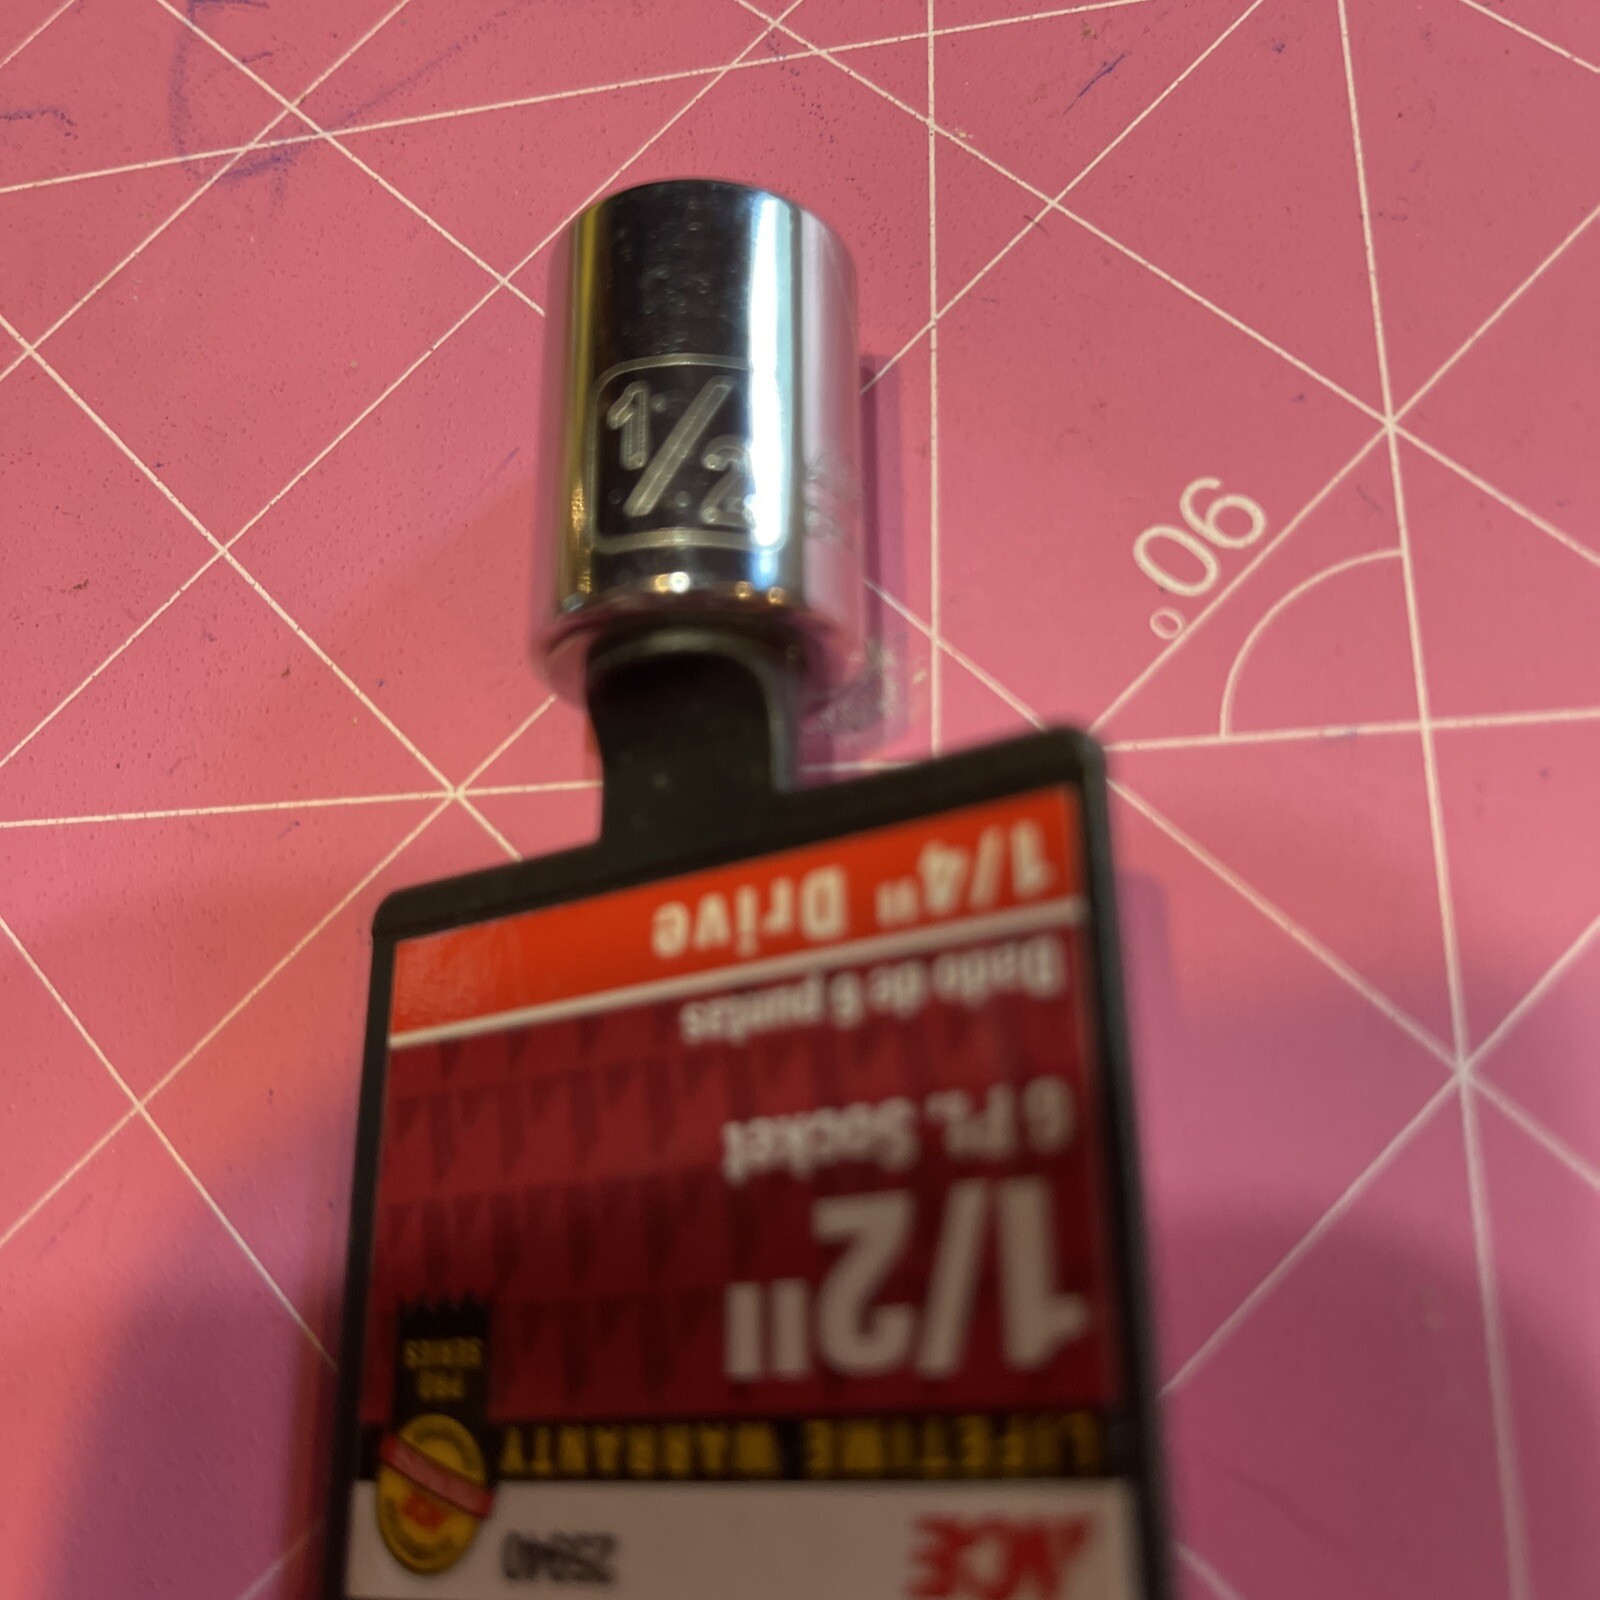 1/2
90°
ACE
LIFETIME WARRANTY
PRO
SERIES
1/2"
6 Pt. Socket
Dado de 6 puntas
1/4" Drive